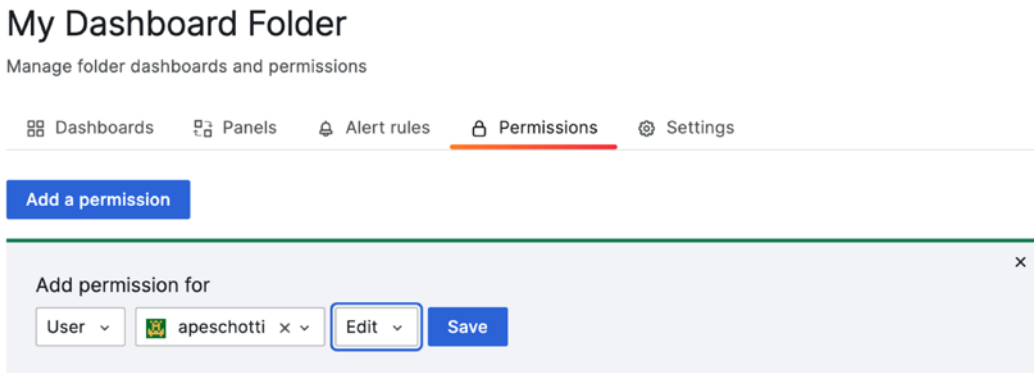 My Dashboard Folder
Manage folder dashboards and permissions
Dashboards Panels Alert rules Permissions Settings
Add a permission
Add permission for
User apeschotti Edit Save